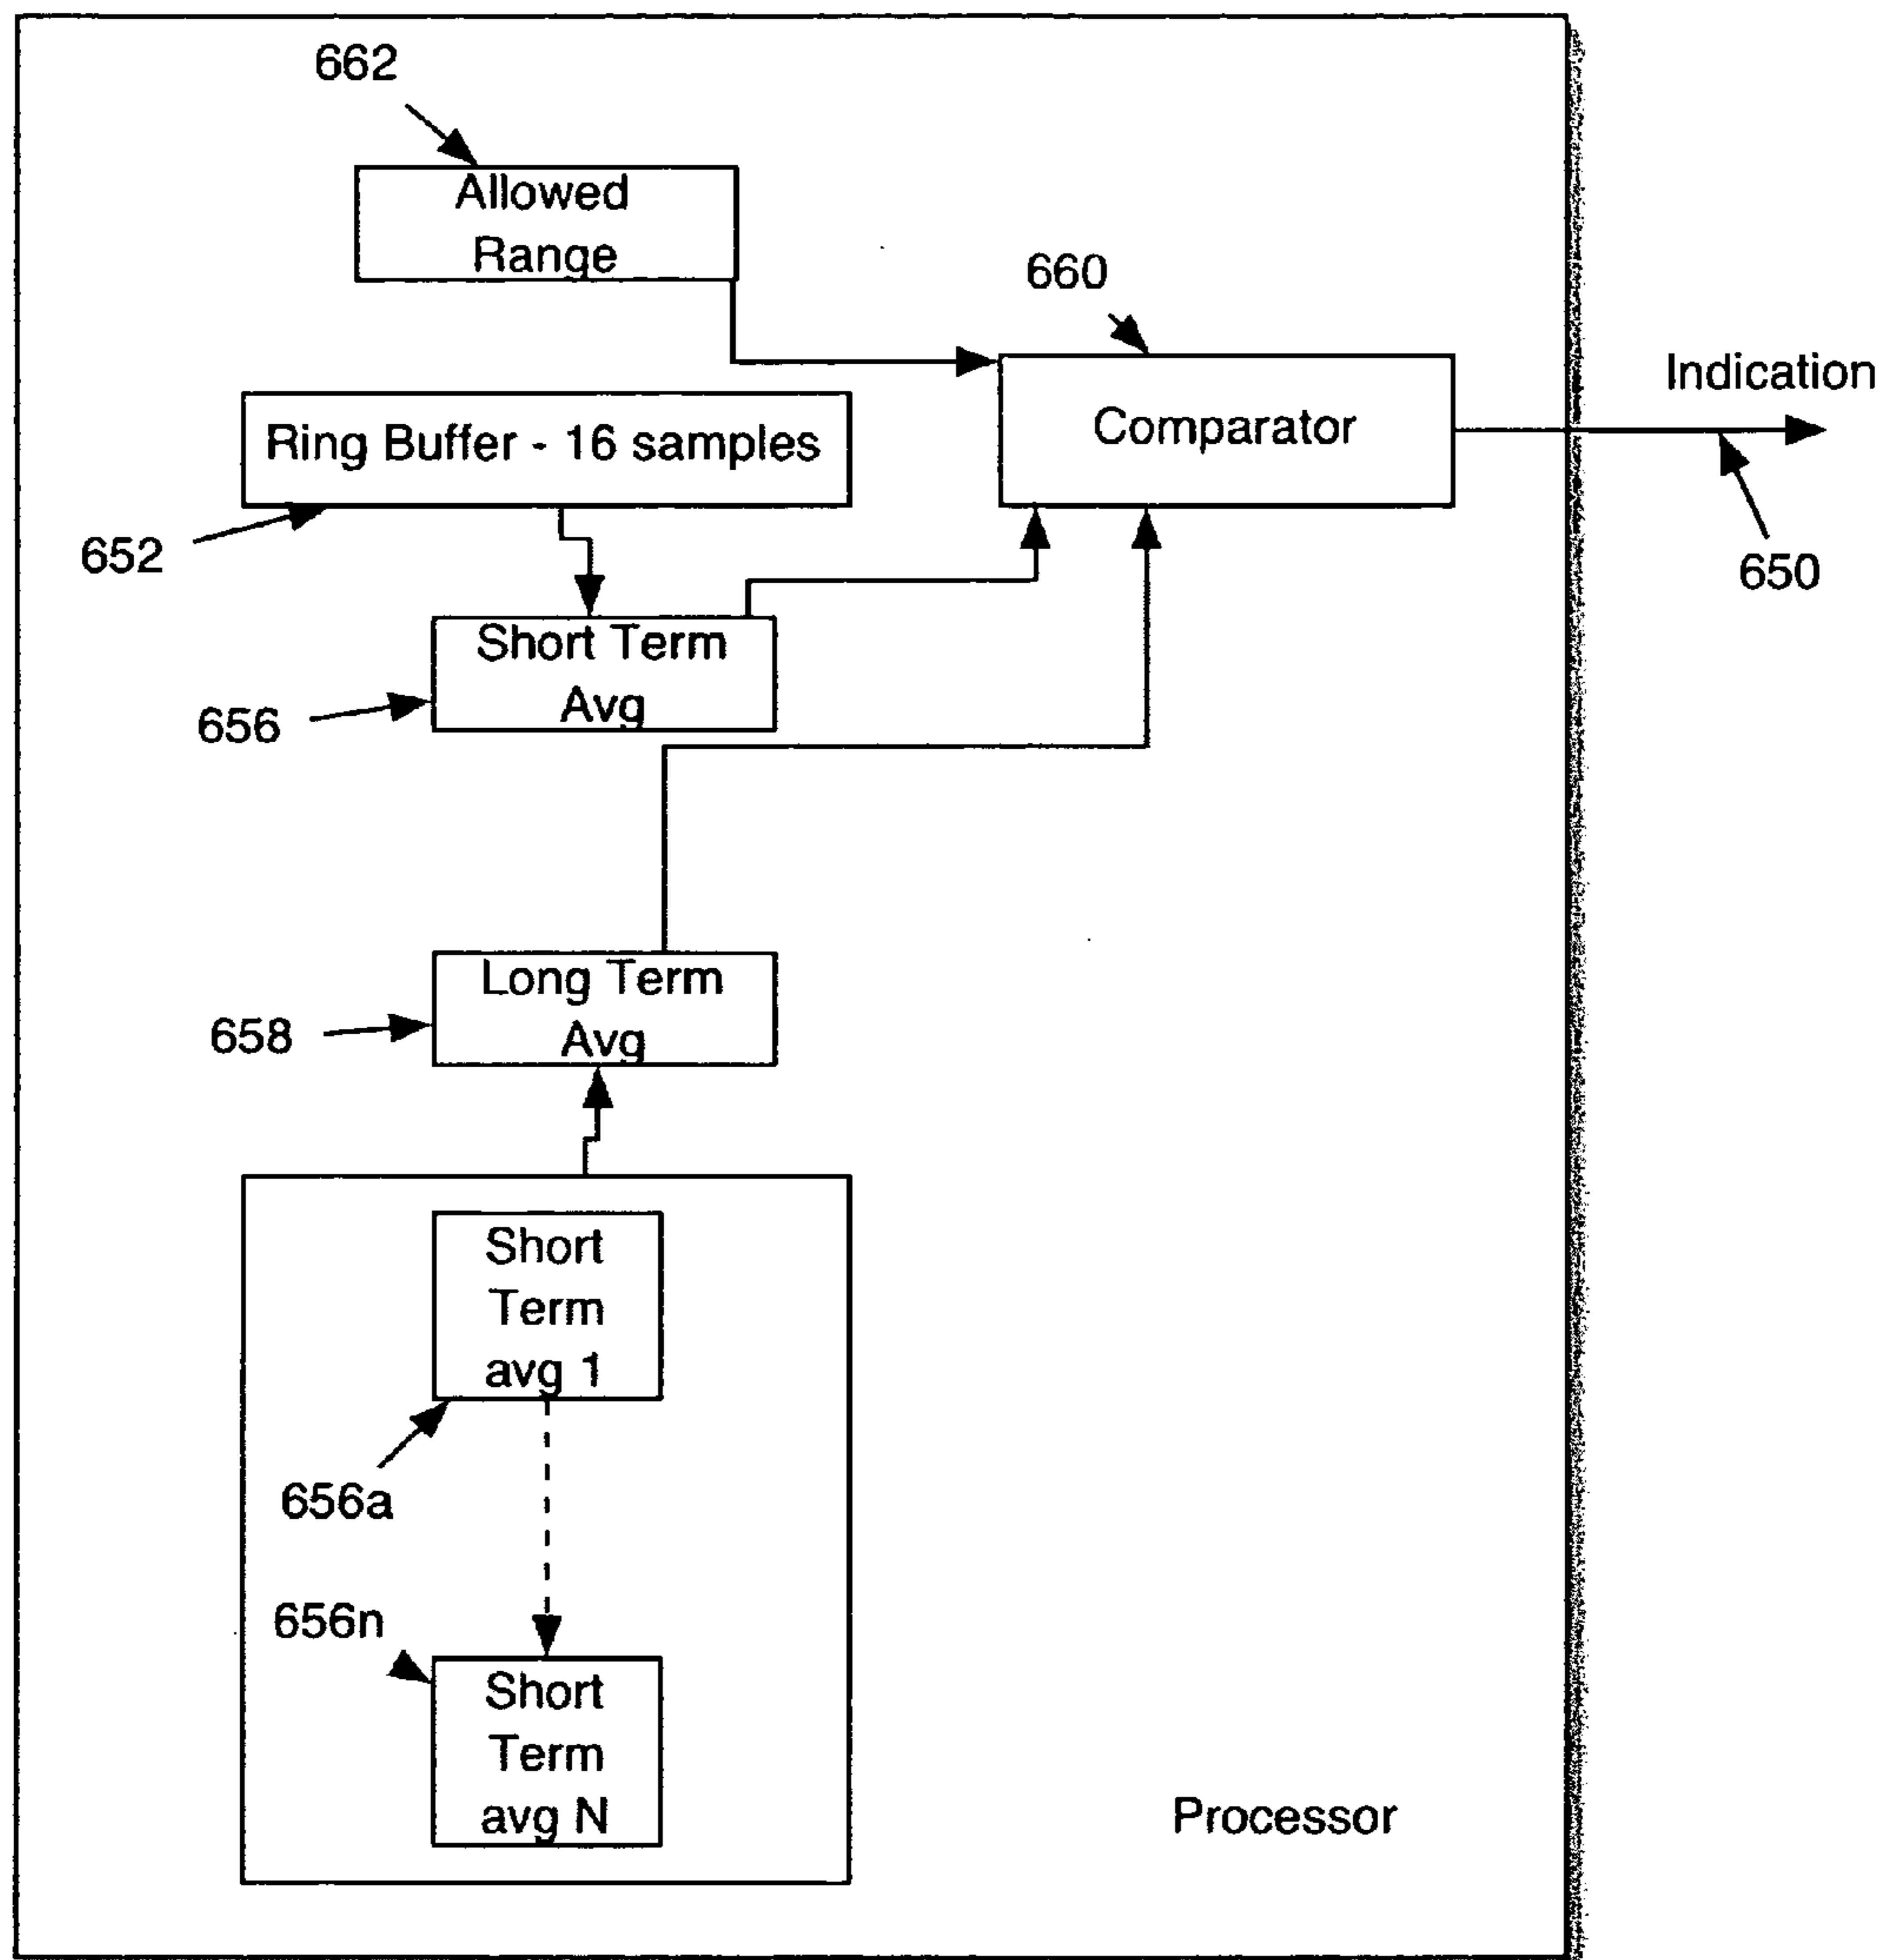 662
Allowed
Range
660
Indication
Comparator
Ring Buffer - 16 samples
652
650
Short Term
Avg
656
Long Term
Avg
658
Short
Term
avg 1
656a
656n
Short
Term
avg N
Processor